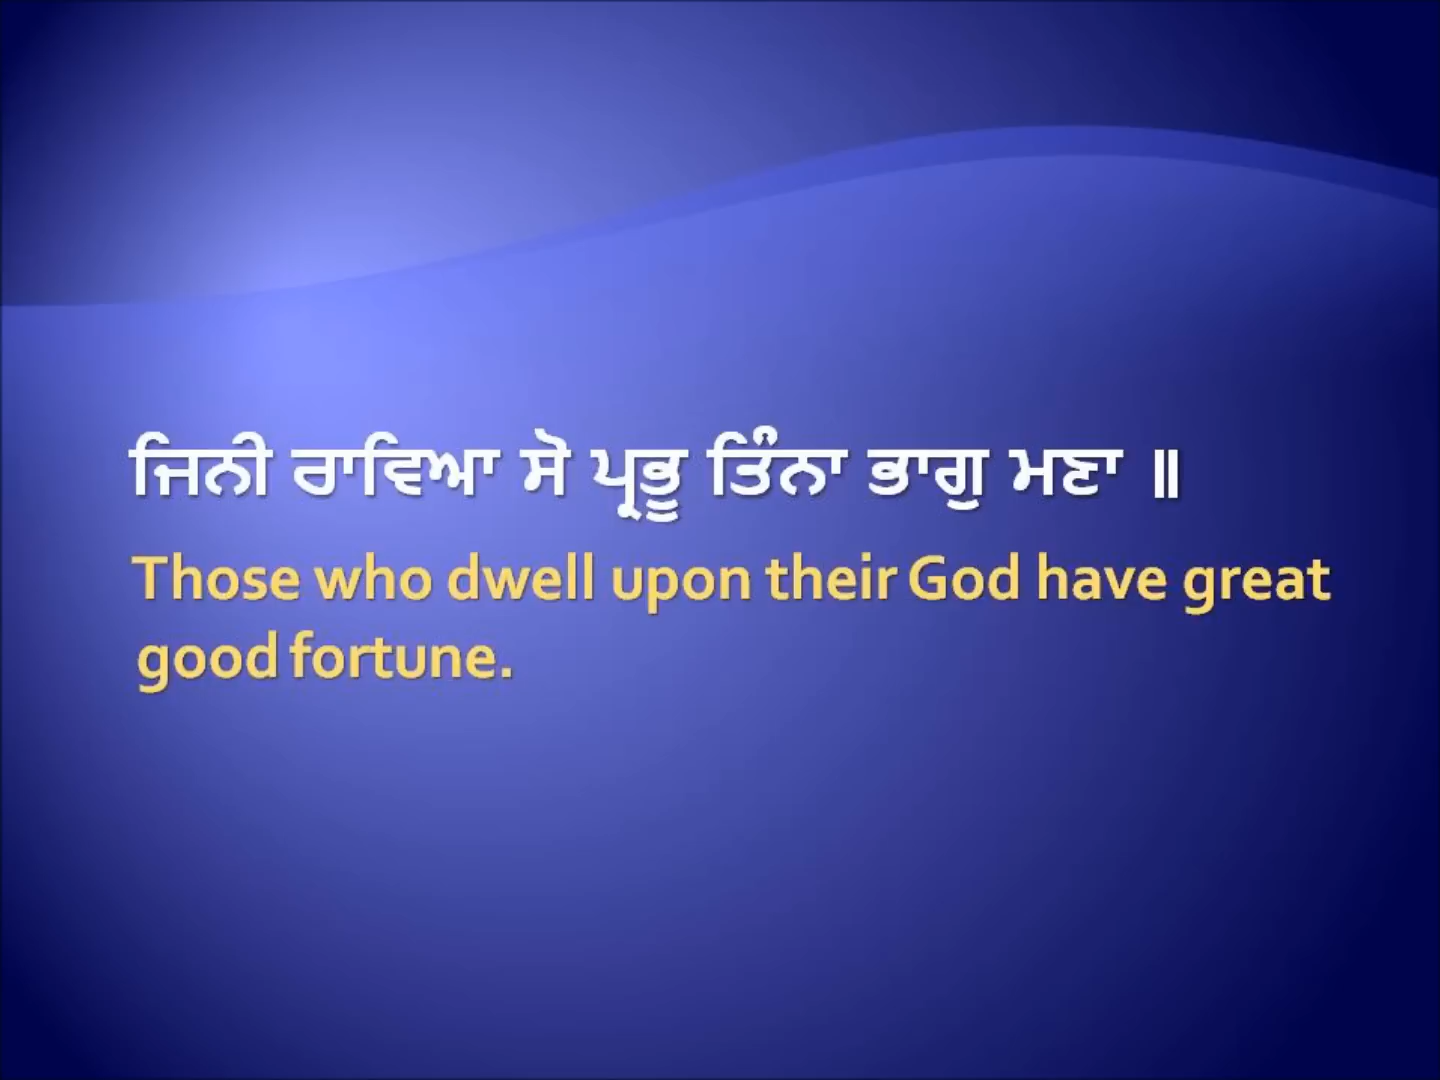 ਜਿਨੀ ਰਾਵਿਆ ਸੋ ਪ੍ਰਭੂ ਤਿੰਨਾ ਭਾਗੁ ਮਣਾ ॥
Those who dwell upon their God have great
good fortune.